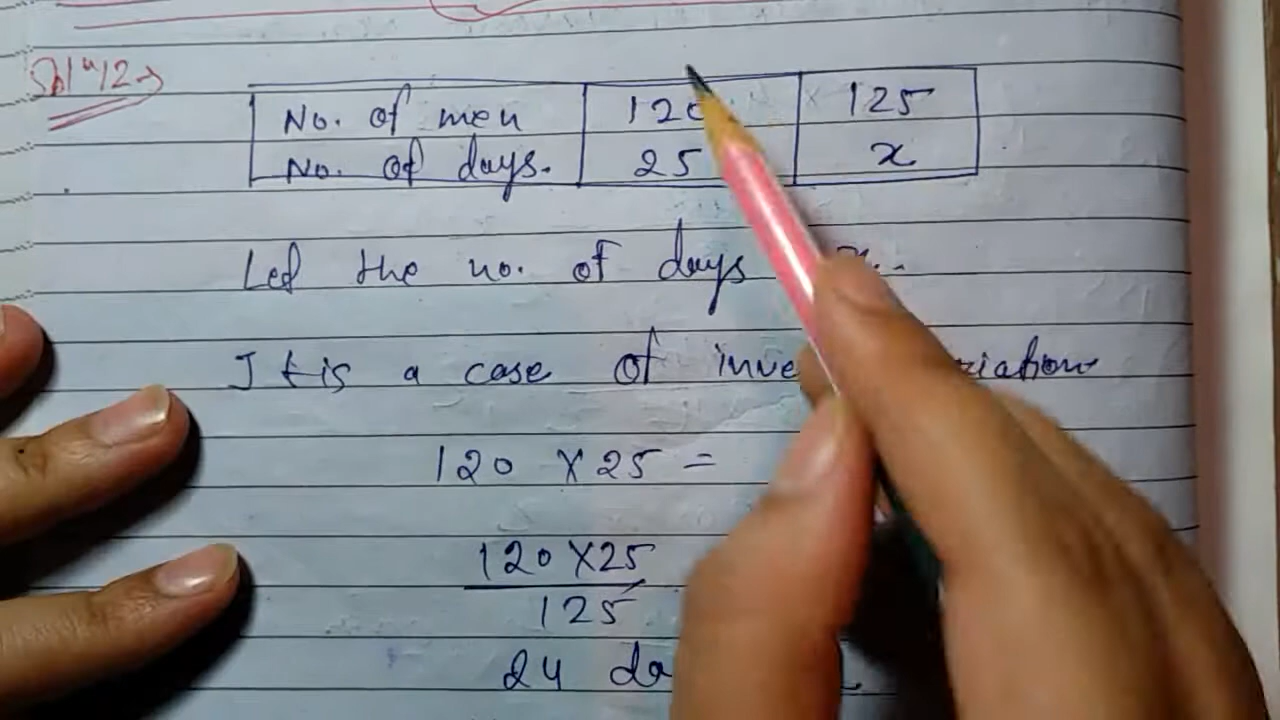 Sol^n 12→
No. of men 120 125
No. of days. 25 x
Let the no. of days
It is a case of
120 X 25 =
120 X 25
125
24